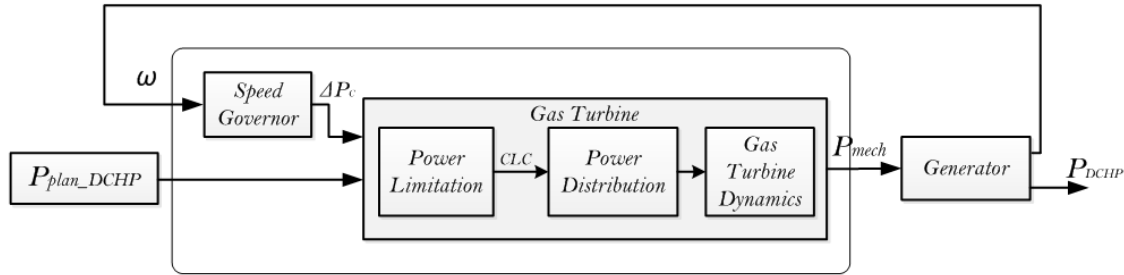 ω
Speed
Governor
ΔPc
Gas Turbine
Power
Limitation
CLC
Power
Distribution
Gas
Turbine
Dynamics
Pmech
Generator
PDCHP
Pplan_DCHP